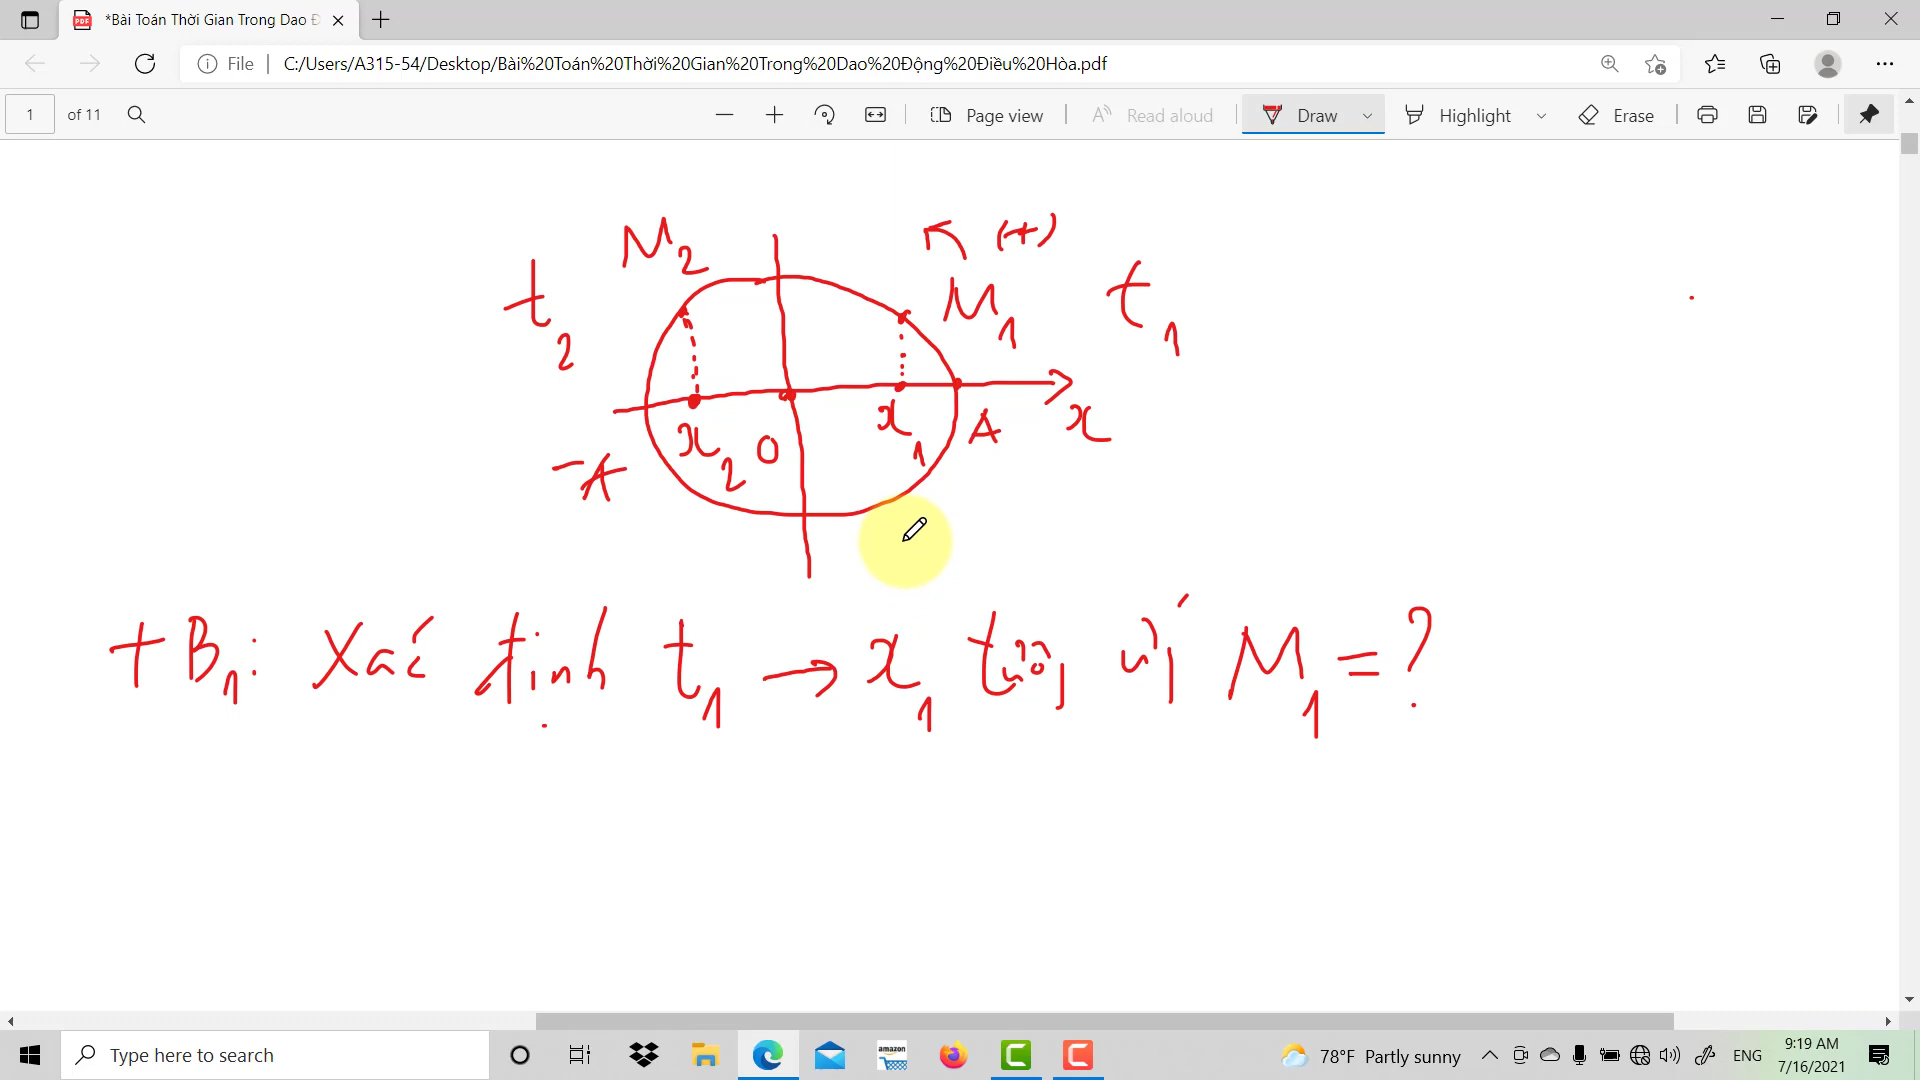 *Bài Toán Thời Gian Trong Dao Đ
File C:/Users/A315-54/Desktop/Bài%20Toán%20Thời%20Gian%20Trong%20Dao%20Động%20Điều%20Hòa.pdf
1 of 11 Page view Read aloud Draw Highlight Erase
M2 (+)
t2 M1 t1
x2 O x1 A x
-A
+ B1: Xác định t1 → x1 tương ứng M1 = ?
Type here to search amazon 78°F Partly sunny ENG 9:19 AM
7/16/2021